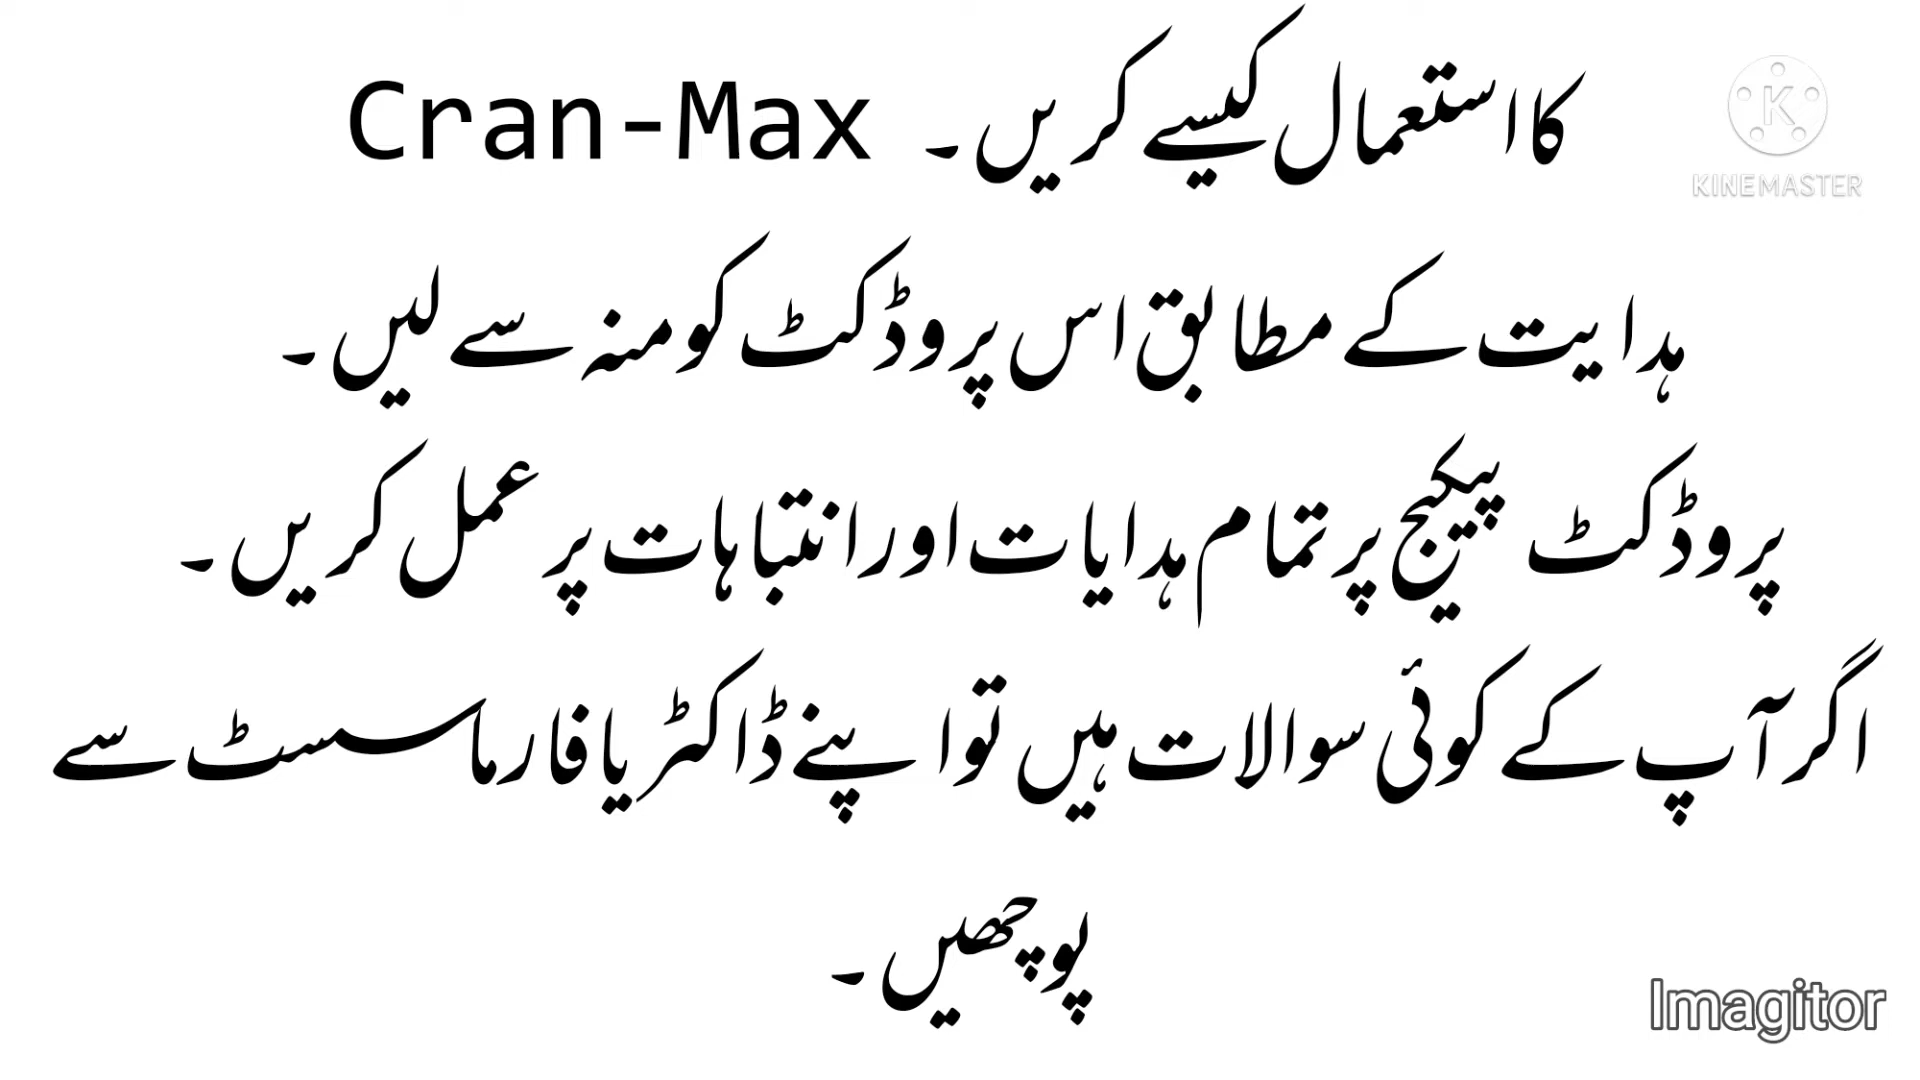 کا استعمال کیسے کریں۔ Cran-Max
KINEMASTER
ہدایت کے مطابق اس پروڈکٹ کو منہ سے لیں۔
پروڈکٹ پیکیج پر تمام ہدایات اور انتباہات پر عمل کریں۔
اگر آپ کے کوئی سوالات ہیں تو اپنے ڈاکٹر یا فارماسسٹ سے
پوچھیں۔
Imagitor